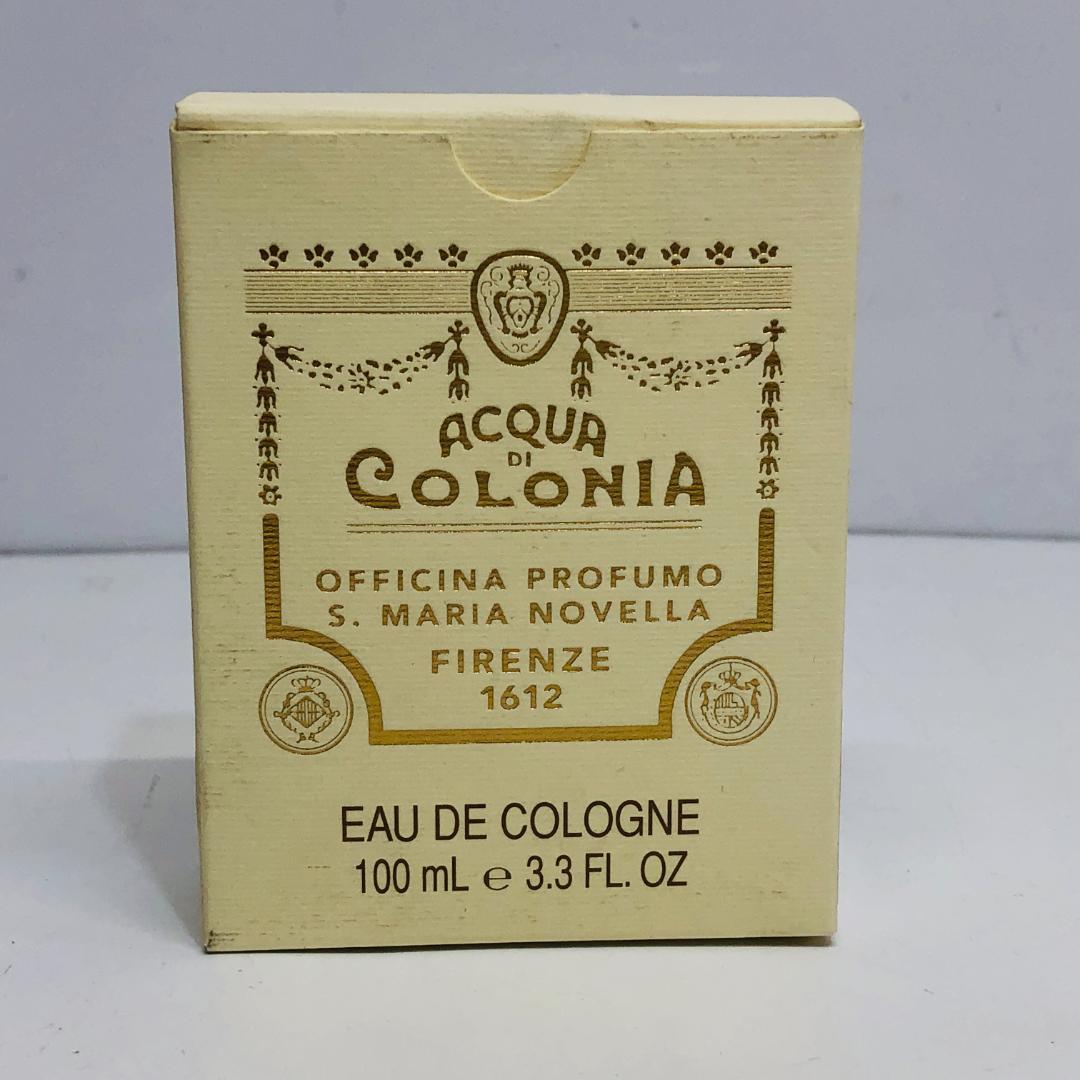 ACQUA
DI
COLONIA
OFFICINA PROFUMO
S. MARIA NOVELLA
FIRENZE
1612
EAU DE COLOGNE
100 mL ℮ 3.3 FL. OZ